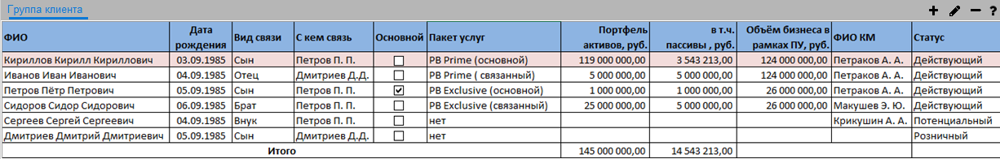 Группа клиента
ФИО Дата рождения Вид связи С кем связь Основной Пакет услуг Портфель активов, руб. в т.ч. пассивы , руб. Объём бизнеса в рамках ПУ, руб. ФИО КМ Статус
Кириллов Кирилл Кириллович 03.09.1985 Сын Петров П. П. PB Prime (основной) 119 000 000,00 3 543 213,00 124 000 000,00 Петраков А. А. Действующий
Иванов Иван Иванович 04.09.1985 Отец Дмитриев Д.Д. PB Prime ( связанный) 5 000 000,00 5 000 000,00 124 000 000,00 Петраков А. А. Действующий
Петров Пётр Петрович 05.09.1985 Сын Петров П. П. PB Exclusive (основной) 1 000 000,00 1 000 000,00 26 000 000,00 Петраков А. А. Действующий
Сидоров Сидор Сидорович 06.09.1985 Брат Петров П. П. PB Exclusive (связанный) 25 000 000,00 5 000 000,00 26 000 000,00 Макушев Э. Ю. Действующий
Сергеев Сергей Сергеевич 04.09.1985 Внук Петров П. П. нет Крикушин А. А. Потенциальный
Дмитриев Дмитрий Дмитриевич 05.09.1985 Сын Дмитриев Д.Д. нет Розничный
Итого 145 000 000,00 14 543 213,00